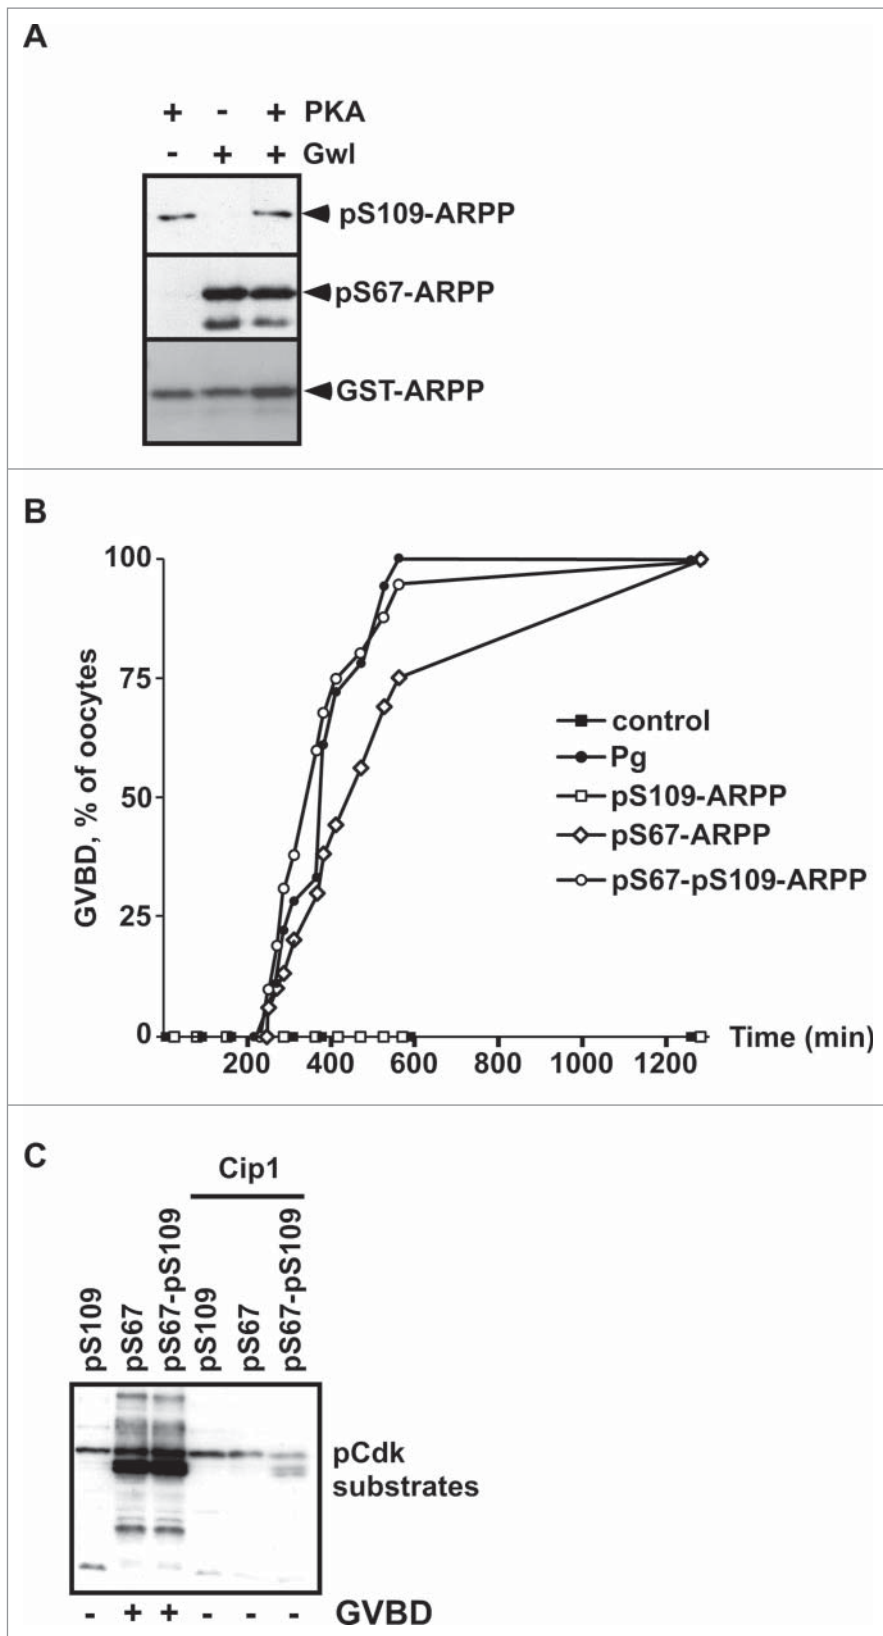 A
+ - + PKA
- + + Gwl
pS109-ARPP
pS67-ARPP
GST-ARPP
B
100
75
50
25
0
GVBD, % of oocytes
200 400 600 800 1000 1200
Time (min)
control
Pg
pS109-ARPP
pS67-ARPP
pS67-pS109-ARPP
C
Cip1
pS109
pS67
pS67-pS109
pS109
pS67
pS67-pS109
pCdk
substrates
- + + - - - GVBD